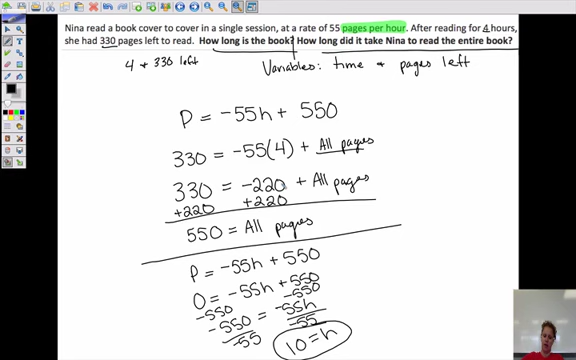 Nina read a book cover to cover in a single session, at a rate of 55 pages per hour. After reading for 4 hours,
she had 330 pages left to read. How long is the book? How long did it take Nina to read the entire book?
4 → 330 left
Variables: time + pages left
P = -55h + 550
330 = -55(4) + All pages
330 = -220 + All pages
+220 +220
550 = All pages
P = -55h + 550
0 = -55h + 550
-550 -550
-550 = -55h
-55 -55
10 = h